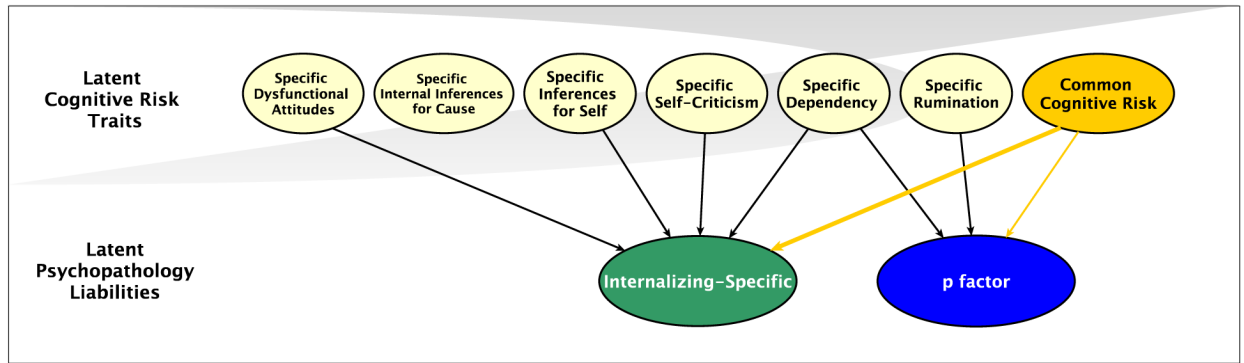 Latent
Cognitive Risk
Traits
Specific
Dysfunctional
Attitudes
Specific
Internal Inferences
for Cause
Specific
Inferences
for Self
Specific
Self-Criticism
Specific
Dependency
Specific
Rumination
Common
Cognitive Risk
Latent
Psychopathology
Liabilities
Internalizing-Specific
p factor